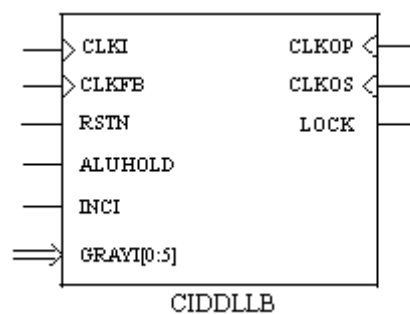 CLKI CLKOP
CLKFB CLKOS
RSTN LOCK
ALUHOLD
INCI
GRAYI[0:5]
CIDDLLB